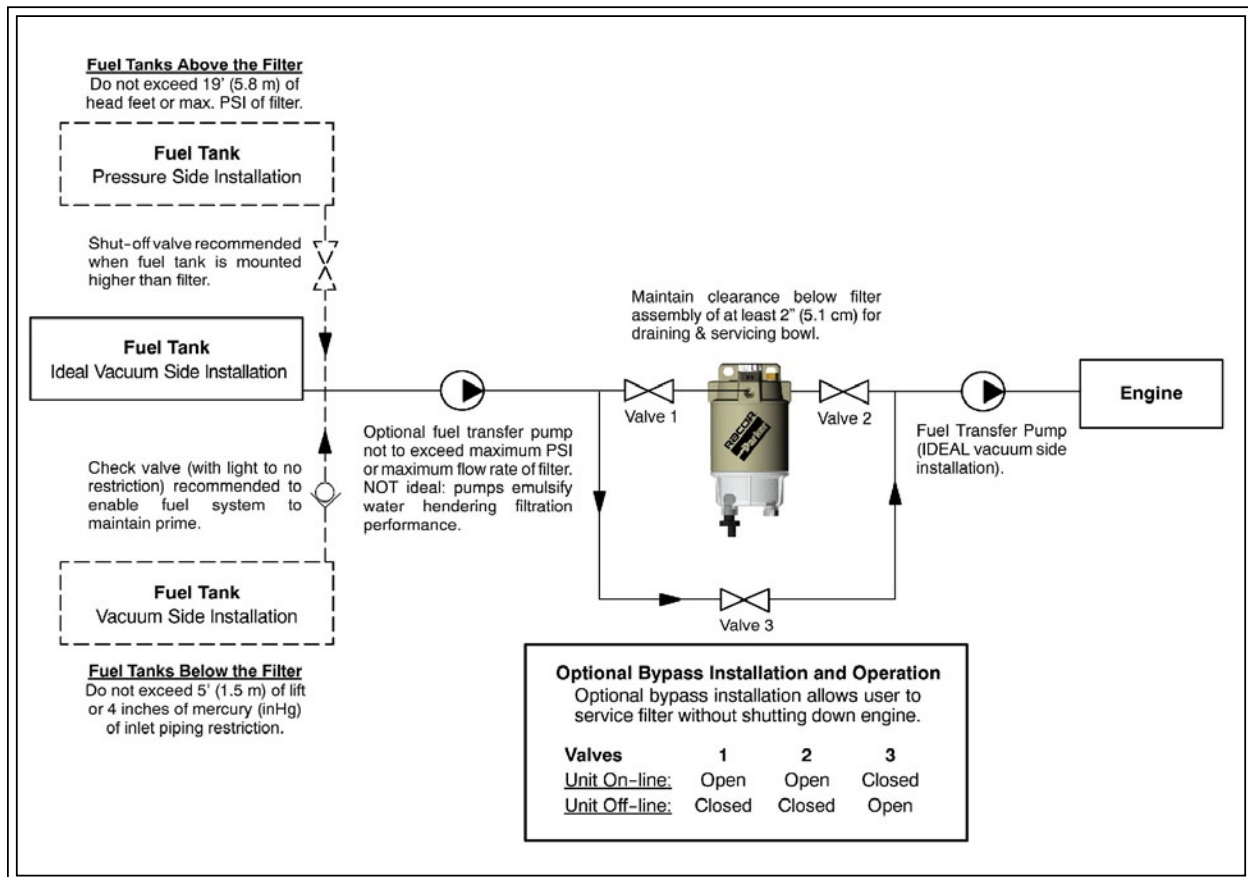 Fuel Tanks Above the Filter
Do not exceed 19' (5.8 m) of
head feet or max. PSI of filter.
Fuel Tank
Pressure Side Installation
Shut-off valve recommended
when fuel tank is mounted
higher than filter.
Fuel Tank
Ideal Vacuum Side Installation
Check valve (with light to no
restriction) recommended to
enable fuel system to
maintain prime.
Fuel Tank
Vacuum Side Installation
Fuel Tanks Below the Filter
Do not exceed 5' (1.5 m) of lift
or 4 inches of mercury (inHg)
of inlet piping restriction.
Optional fuel transfer pump
not to exceed maximum PSI
or maximum flow rate of filter.
NOT ideal: pumps emulsify
water hendering filtration
performance.
Maintain clearance below filter
assembly of at least 2" (5.1 cm) for
draining & servicing bowl.
Valve 1
RACOR
Parker
Valve 2
Valve 3
Fuel Transfer Pump
(IDEAL vacuum side
installation).
Engine
Optional Bypass Installation and Operation
Optional bypass installation allows user to
service filter without shutting down engine.
Valves 1 2 3
Unit On-line: Open Open Closed
Unit Off-line: Closed Closed Open